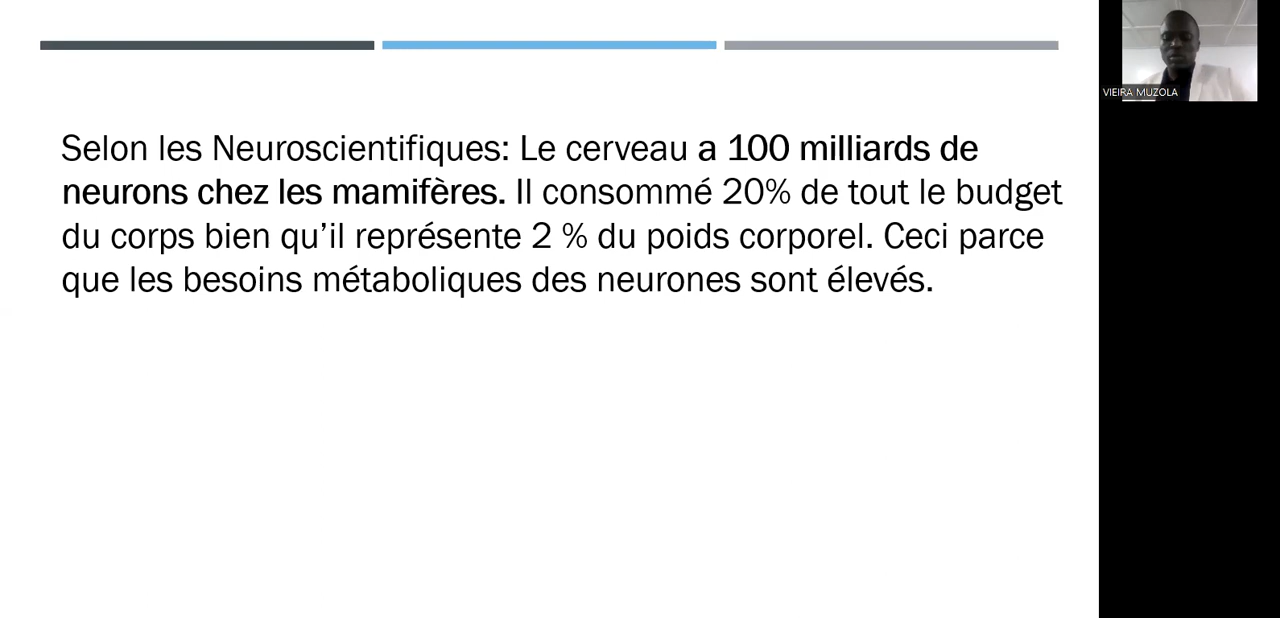 Selon les Neuroscientifiques: Le cerveau a 100 milliards de
neurons chez les mamifères. Il consommé 20% de tout le budget
du corps bien qu’il représente 2 % du poids corporel. Ceci parce
que les besoins métaboliques des neurones sont élevés.
VIEIRA MUZOLA